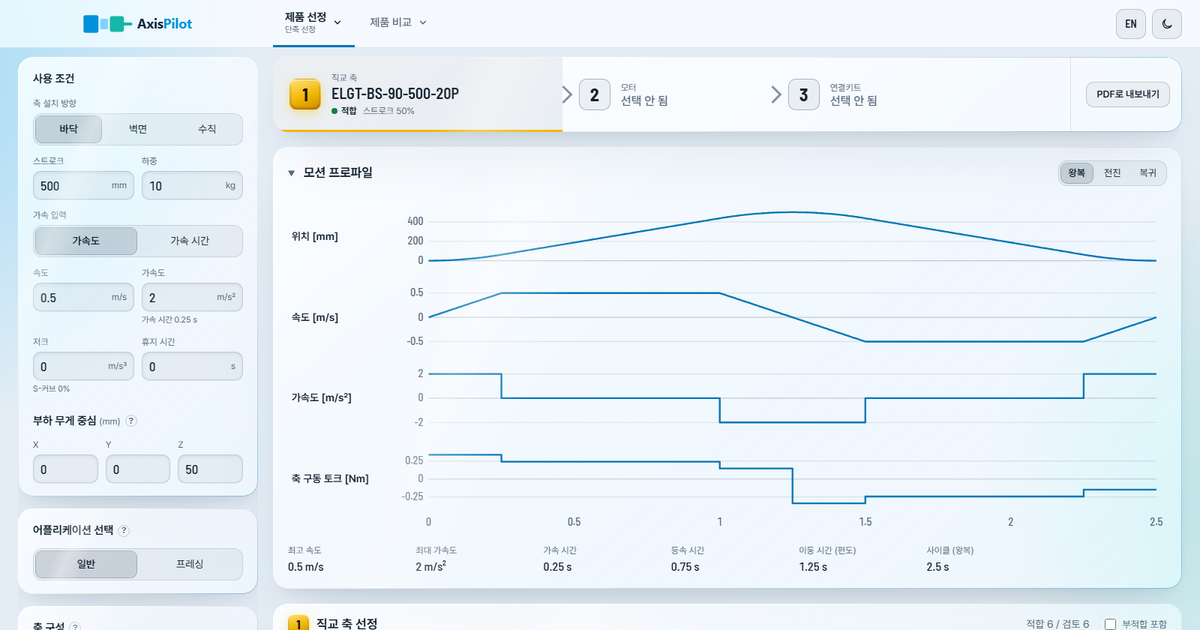 AxisPilot
제품 선정
단축 선정
제품 비교
EN
사용 조건
축 설치 방향
바닥 벽면 수직
스트로크 하중
500 mm 10 kg
가속 입력
가속도 가속 시간
속도 가속도
0.5 m/s 2 m/s²
가속 시간 0.25 s
저크 휴지 시간
0 m/s³ 0 s
S-커브 0%
부하 무게 중심 (mm) ?
X Y Z
0 0 50
어플리케이션 선택 ?
일반 프레싱
축 구성 ?
1
직교 축
ELGT-BS-90-500-20P
적합 스트로크 50%
2
모터
선택 안 됨
3
연결키트
선택 안 됨
PDF로 내보내기
모션 프로파일
왕복 전진 복귀
위치 [mm]
400
200
0
속도 [m/s]
0.5
0
-0.5
가속도 [m/s²]
2
0
-2
축 구동 토크 [Nm]
0.25
0
-0.25
0 0.5 1 1.5 2 2.5
최고 속도 최대 가속도 가속 시간 등속 시간 이동 시간 (편도) 사이클 (왕복)
0.5 m/s 2 m/s² 0.25 s 0.75 s 1.25 s 2.5 s
1 직교 축 선정
적합 6 / 검토 6 부적합 포함